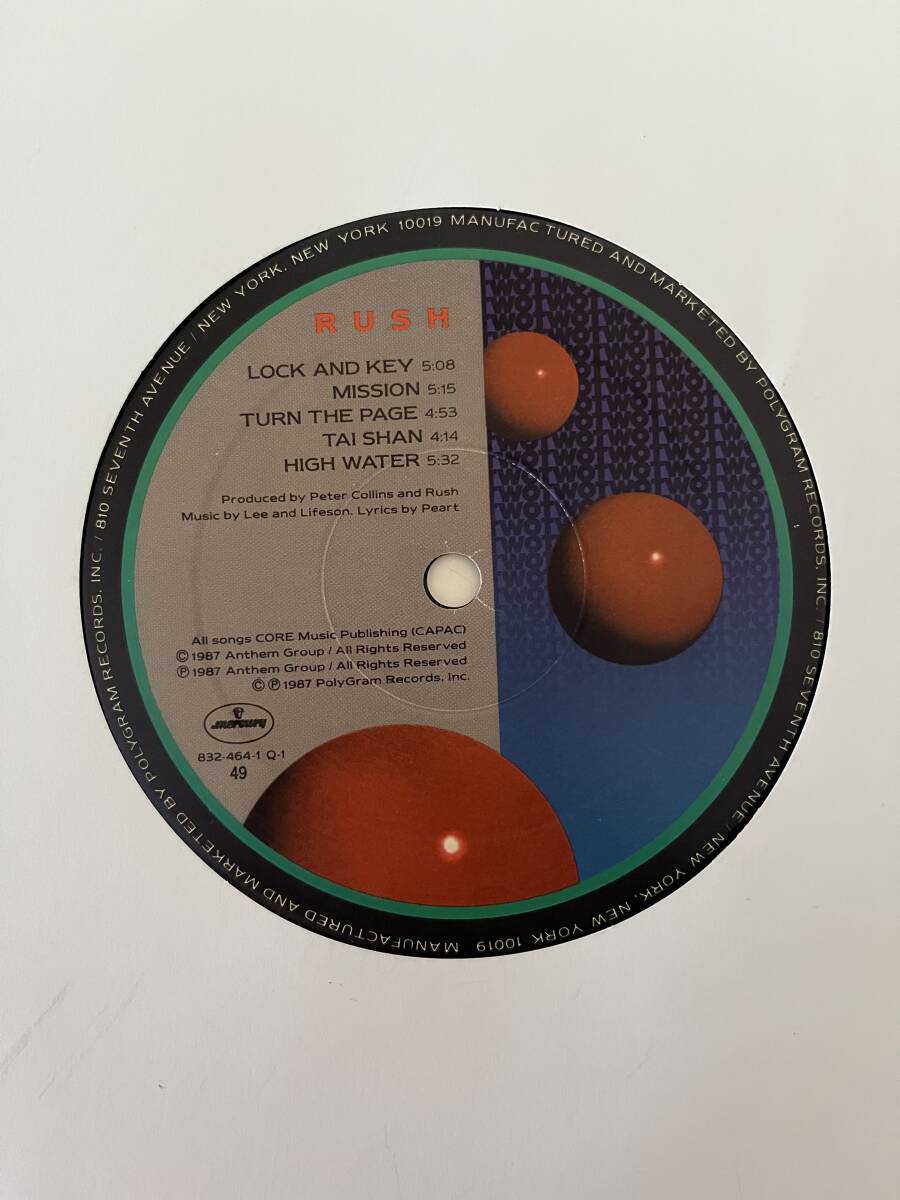 RUSH
LOCK AND KEY 5:08
MISSION 5:15
TURN THE PAGE 4:53
TAI SHAN 4:14
HIGH WATER 5:32
Produced by Peter Collins and Rush
Music by Lee and Lifeson. Lyrics by Peart
All songs CORE Music Publishing (CAPAC)
© 1987 Anthem Group / All Rights Reserved
℗ 1987 Anthem Group / All Rights Reserved
© ℗ 1987 PolyGram Records, Inc.
mercury
832-464-1 Q-1
49
TWO
MANUFACTURED AND MARKETED BY POLYGRAM RECORDS, INC. / 810 SEVENTH AVENUE / NEW YORK, NEW YORK 10019
MANUFACTURED AND MARKETED BY POLYGRAM RECORDS, INC. / 810 SEVENTH AVENUE / NEW YORK, NEW YORK 10019